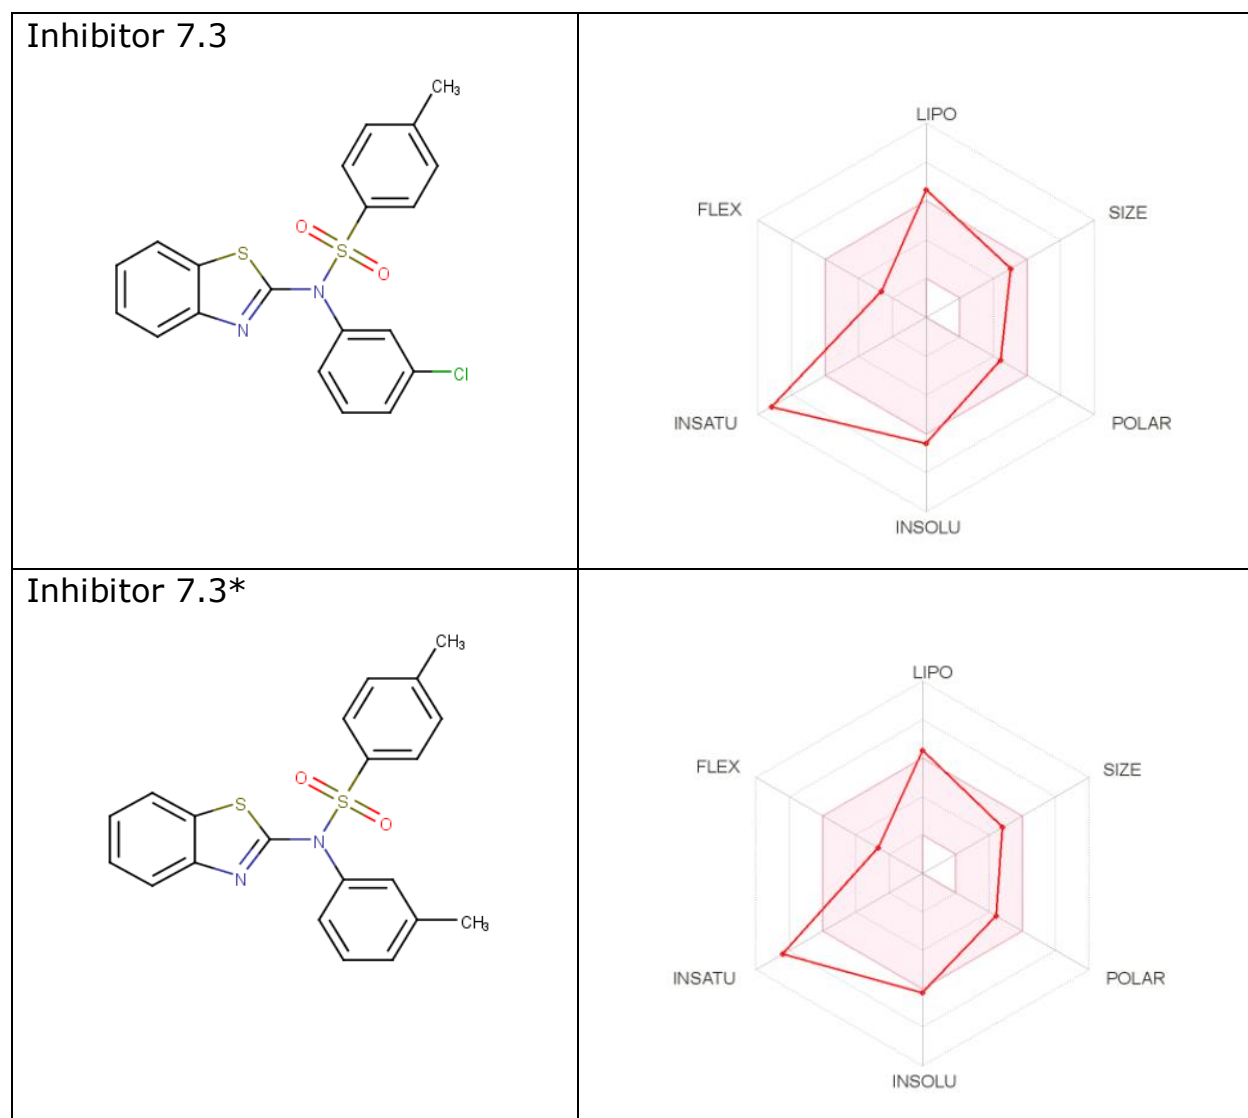 Inhibitor 7.3
CH₃
S
O
S
O
N
N
Cl
LIPO
FLEX
SIZE
INSATU
POLAR
INSOLU
Inhibitor 7.3*
CH₃
S
O
S
O
N
N
CH₃
LIPO
FLEX
SIZE
INSATU
POLAR
INSOLU